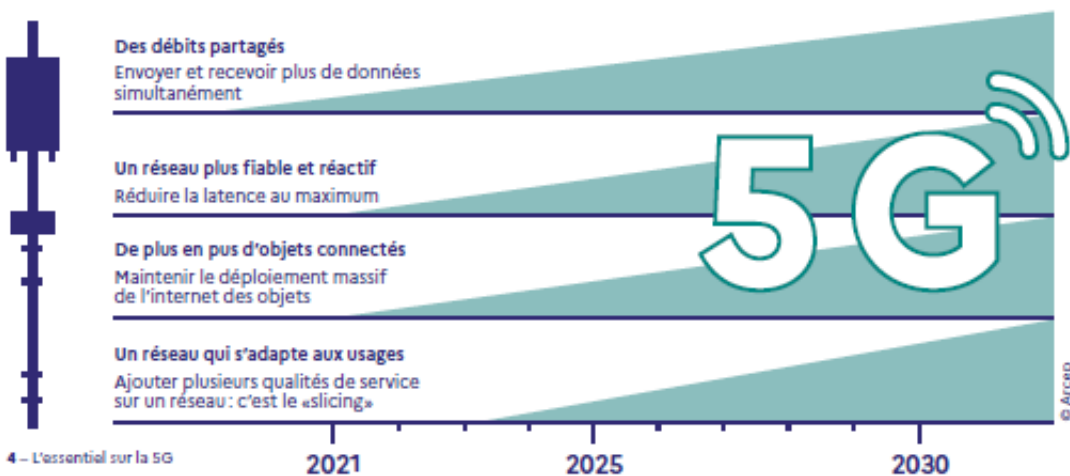 Des débits partagés
Envoyer et recevoir plus de données
simultanément
Un réseau plus fiable et réactif
Réduire la latence au maximum
De plus en pus d'objets connectés
Maintenir le déploiement massif
de l'internet des objets
Un réseau qui s'adapte aux usages
Ajouter plusieurs qualités de service
sur un réseau : c'est le «slicing»
5G
© Arcep
4 – L'essentiel sur la 5G
2021
2025
2030